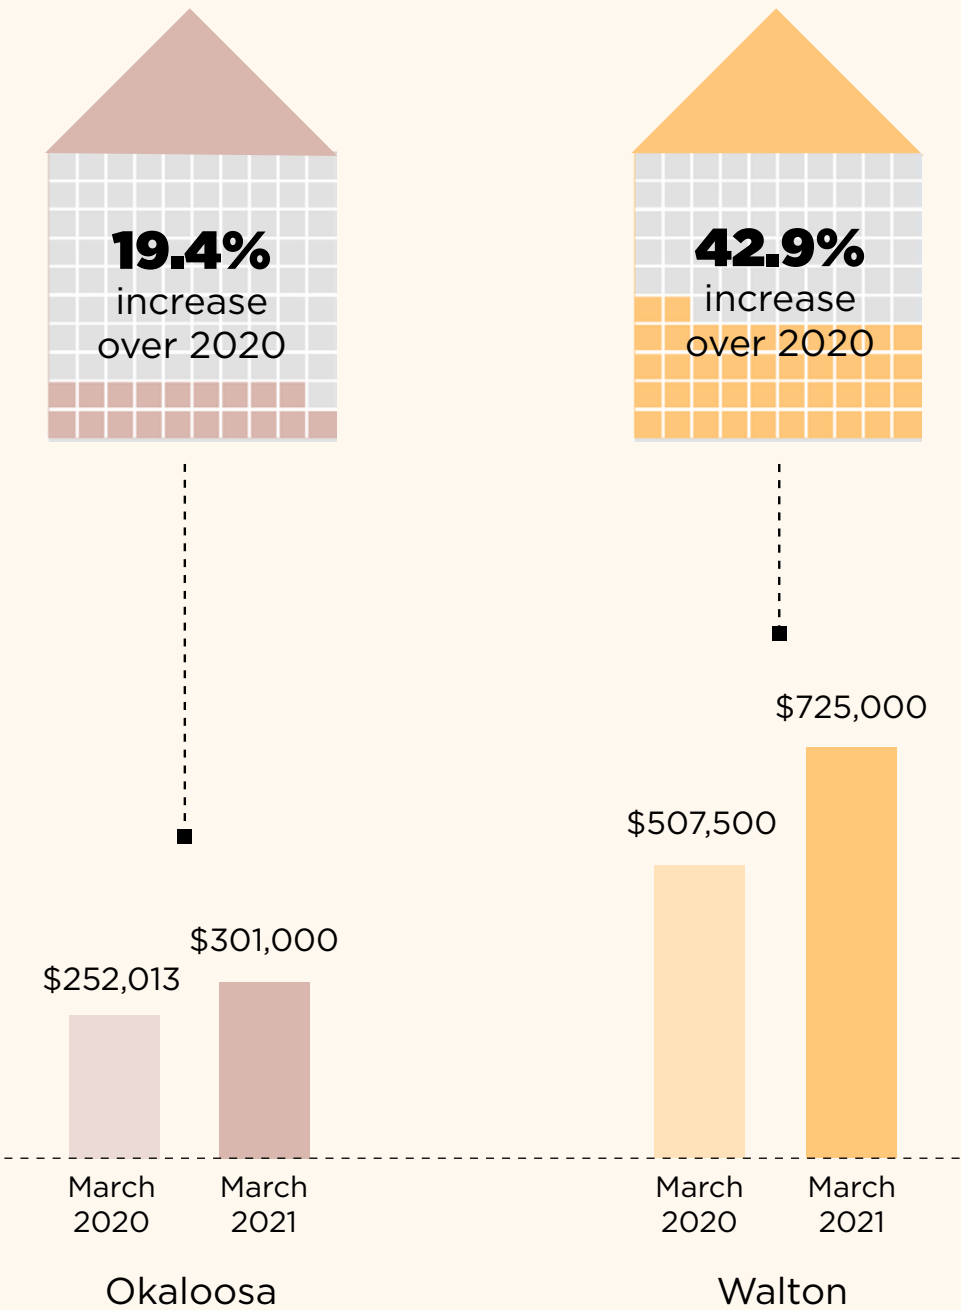 19.4%
increase
over 2020
42.9%
increase
over 2020
$725,000
$507,500
$301,000
$252,013
March
2020
March
2021
March
2020
March
2021
Okaloosa
Walton